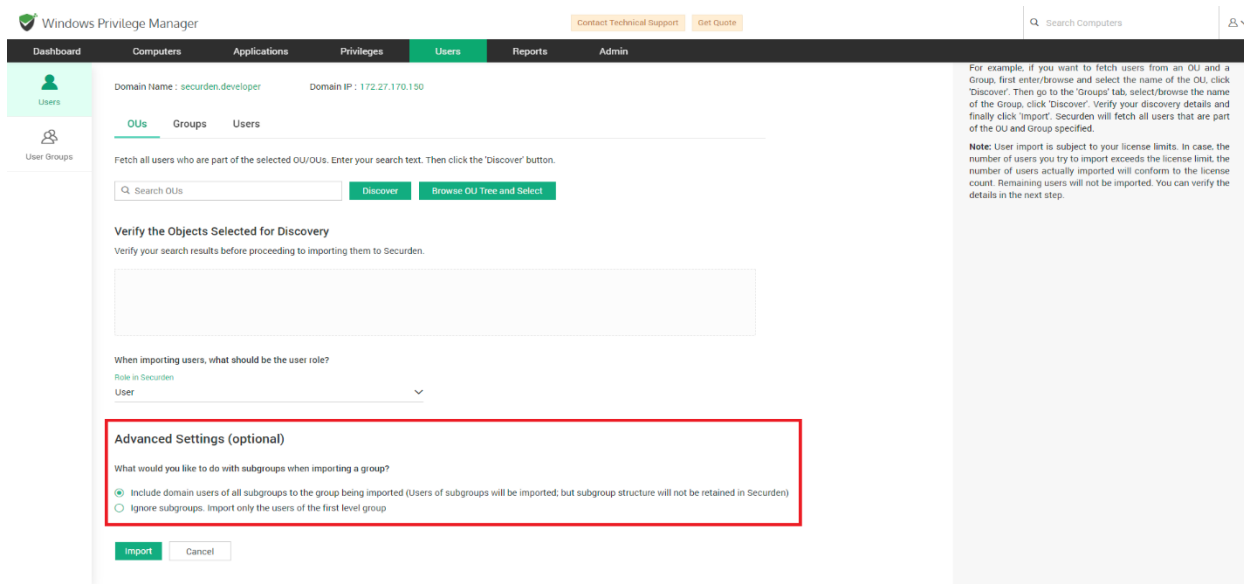 Windows Privilege Manager
Contact Technical Support
Get Quote
Search Computers
Dashboard
Computers
Applications
Privileges
Users
Reports
Admin
Users
User Groups
Domain Name : securden.developer
Domain IP : 172.27.170.150
OUs
Groups
Users
Fetch all users who are part of the selected OU/OUs. Enter your search text. Then click the 'Discover' button.
Search OUs
Discover
Browse OU Tree and Select
Verify the Objects Selected for Discovery
Verify your search results before proceeding to importing them to Securden.
When importing users, what should be the user role?
Role in Securden
User
Advanced Settings (optional)
What would you like to do with subgroups when importing a group?
Include domain users of all subgroups to the group being imported (Users of subgroups will be imported; but subgroup structure will not be retained in Securden)
Ignore subgroups. Import only the users of the first level group
Import
Cancel
For example, if you want to fetch users from an OU and a
Group, first enter/browse and select the name of the OU, click
'Discover'. Then go to the 'Groups' tab, select/browse the name
of the Group, click 'Discover'. Verify your discovery details and
finally click 'Import'. Securden will fetch all users that are part
of the OU and Group specified.
Note: User import is subject to your license limits. In case, the
number of users you try to import exceeds the license limit, the
number of users actually imported will conform to the license
count. Remaining users will not be imported. You can verify the
details in the next step.